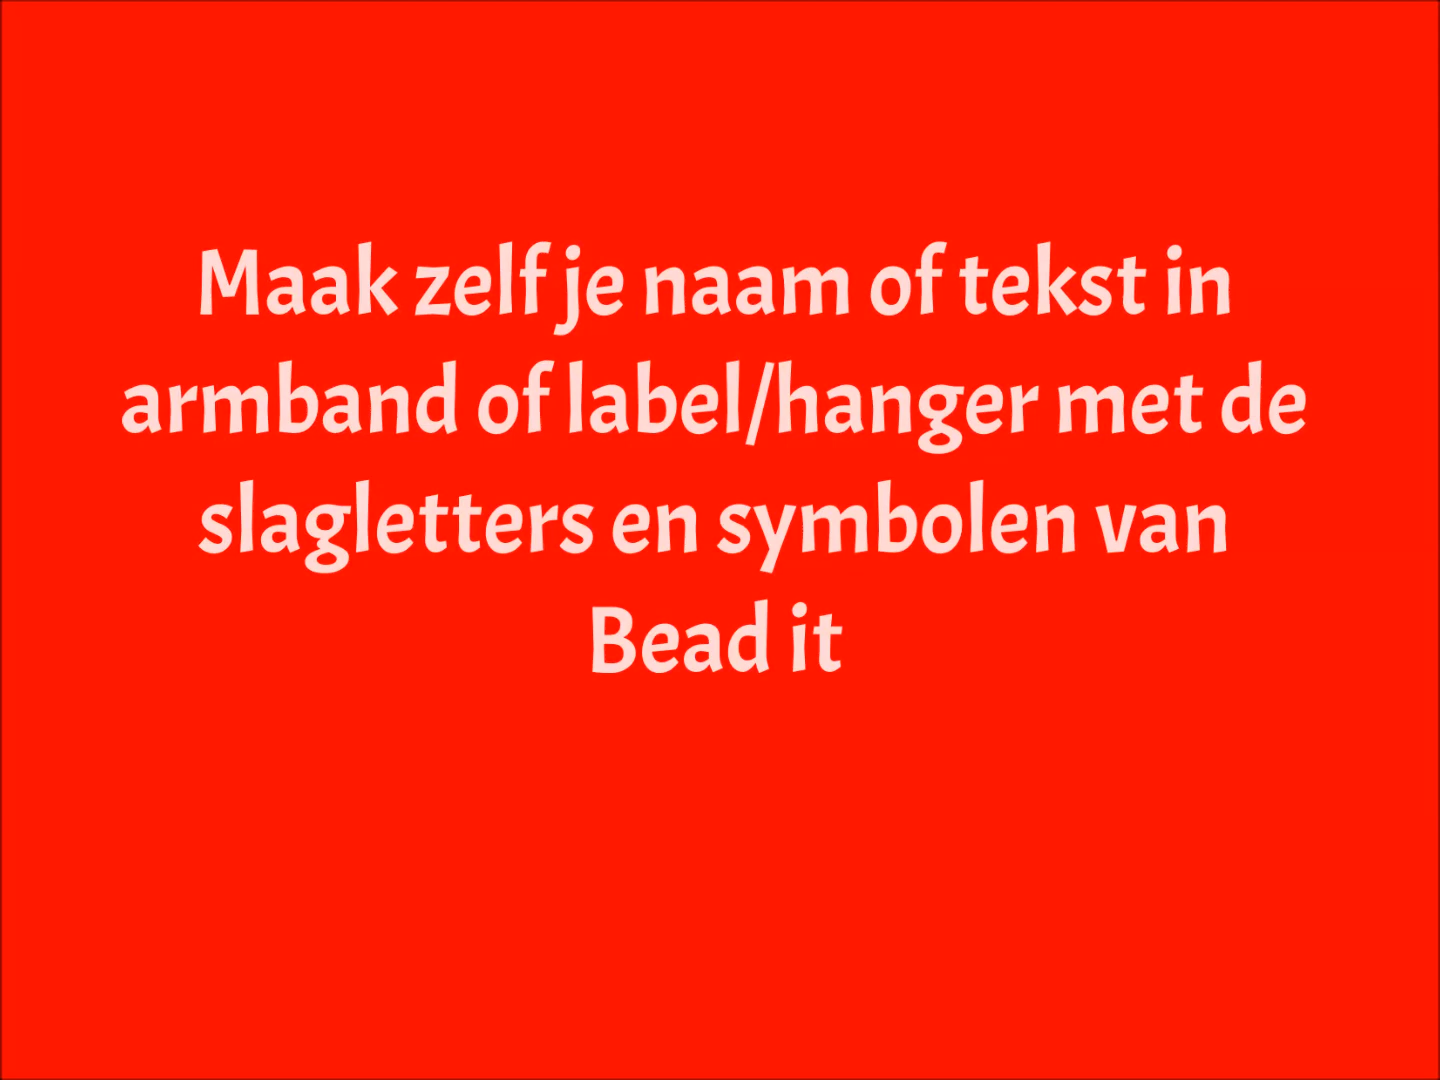 Maak zelf je naam of tekst in
armband of label/hanger met de
slagletters en symbolen van
Bead it